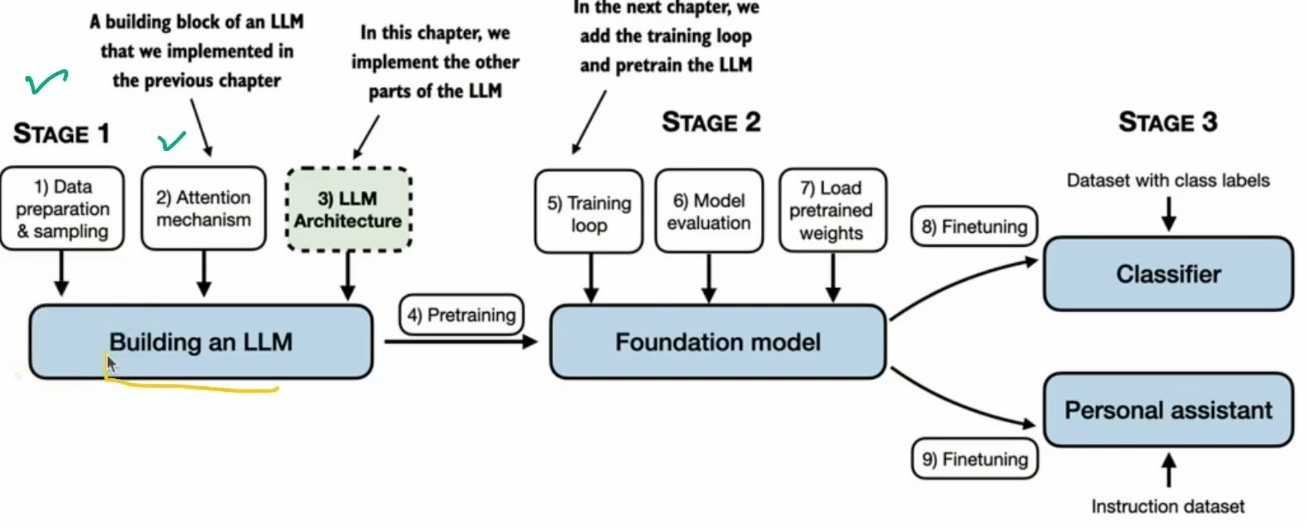 A building block of an LLM
that we implemented in
the previous chapter
In this chapter, we
implement the other
parts of the LLM
In the next chapter, we
add the training loop
and pretrain the LLM
STAGE 1
STAGE 2
STAGE 3
1) Data
preparation
& sampling
2) Attention
mechanism
3) LLM
Architecture
5) Training
loop
6) Model
evaluation
7) Load
pretrained
weights
Dataset with class labels
8) Finetuning
Classifier
Building an LLM
4) Pretraining
Foundation model
Personal assistant
9) Finetuning
Instruction dataset